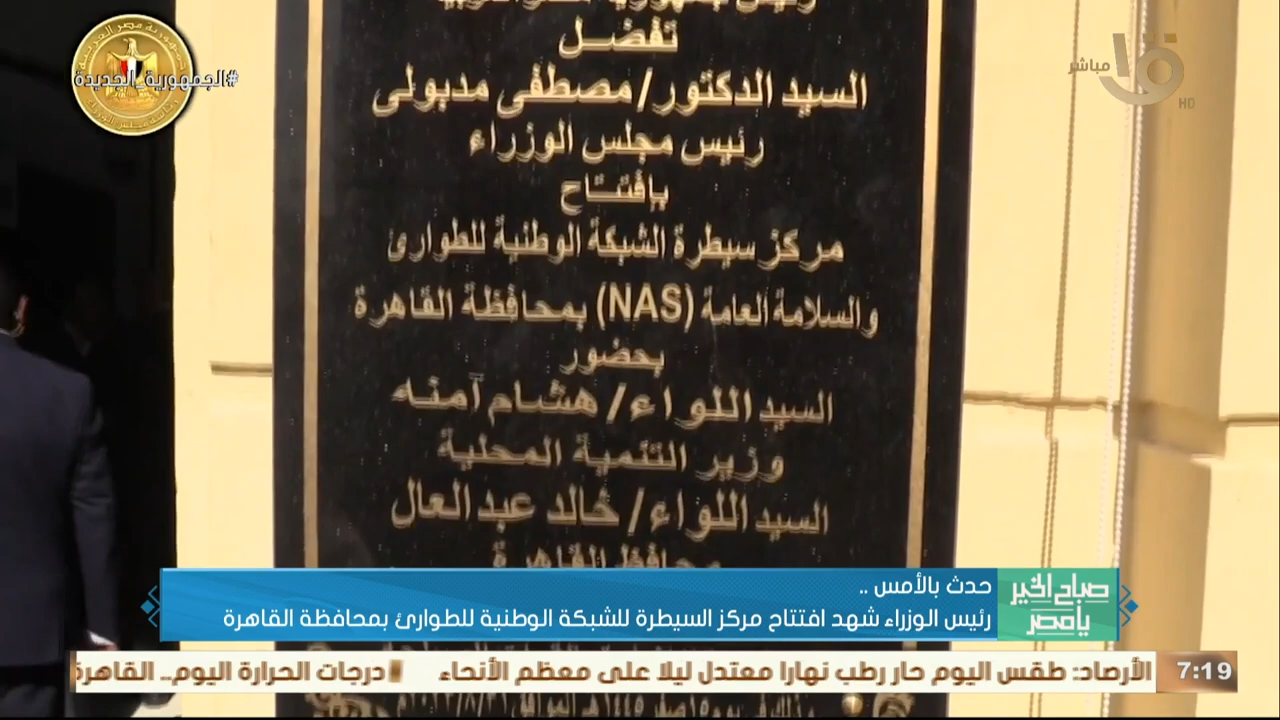 #الجمهورية_الجديدة
مباشر
HD
تفضل
السيد الدكتور/مصطفى مدبولى
رئيس مجلس الوزراء
بإفتتاح
مركز سيطرة الشبكة الوطنية للطوارئ
والسلامة العامة (NAS) بمحافظة القاهرة
بحضور
السيد اللواء/ هشام آمنه
وزير التنمية المحلية
السيد اللواء/ خالد عبد العال
محافظ القاهرة
صباح الخير
يا مصر
حدث بالأمس ..
رئيس الوزراء شهد افتتاح مركز السيطرة للشبكة الوطنية للطوارئ بمحافظة القاهرة
7:19
الأرصاد: طقس اليوم حار رطب نهارا معتدل ليلا على معظم الأنحاء
درجات الحرارة اليوم.. القاهرة